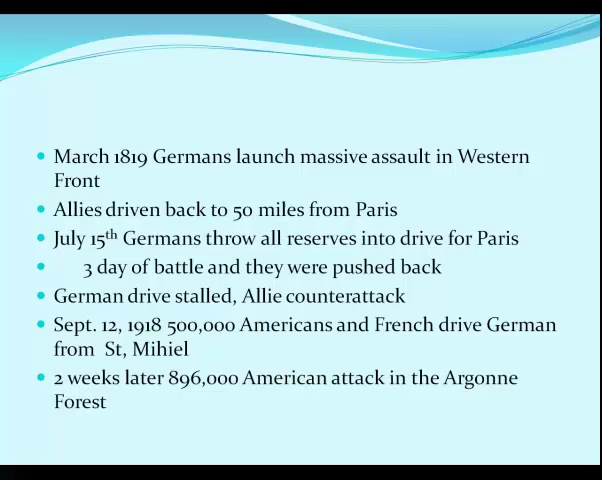 • March 1819 Germans launch massive assault in Western
Front
• Allies driven back to 50 miles from Paris
• July 15th Germans throw all reserves into drive for Paris
• 3 day of battle and they were pushed back
• German drive stalled, Allie counterattack
• Sept. 12, 1918 500,000 Americans and French drive German
from St, Mihiel
• 2 weeks later 896,000 American attack in the Argonne
Forest